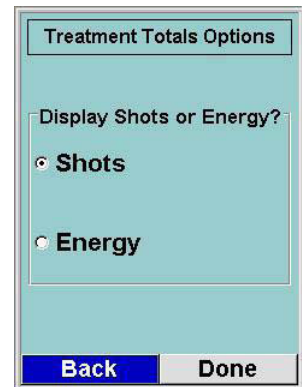 Treatment Totals Options
Display Shots or Energy?
Shots
Energy
Back Done